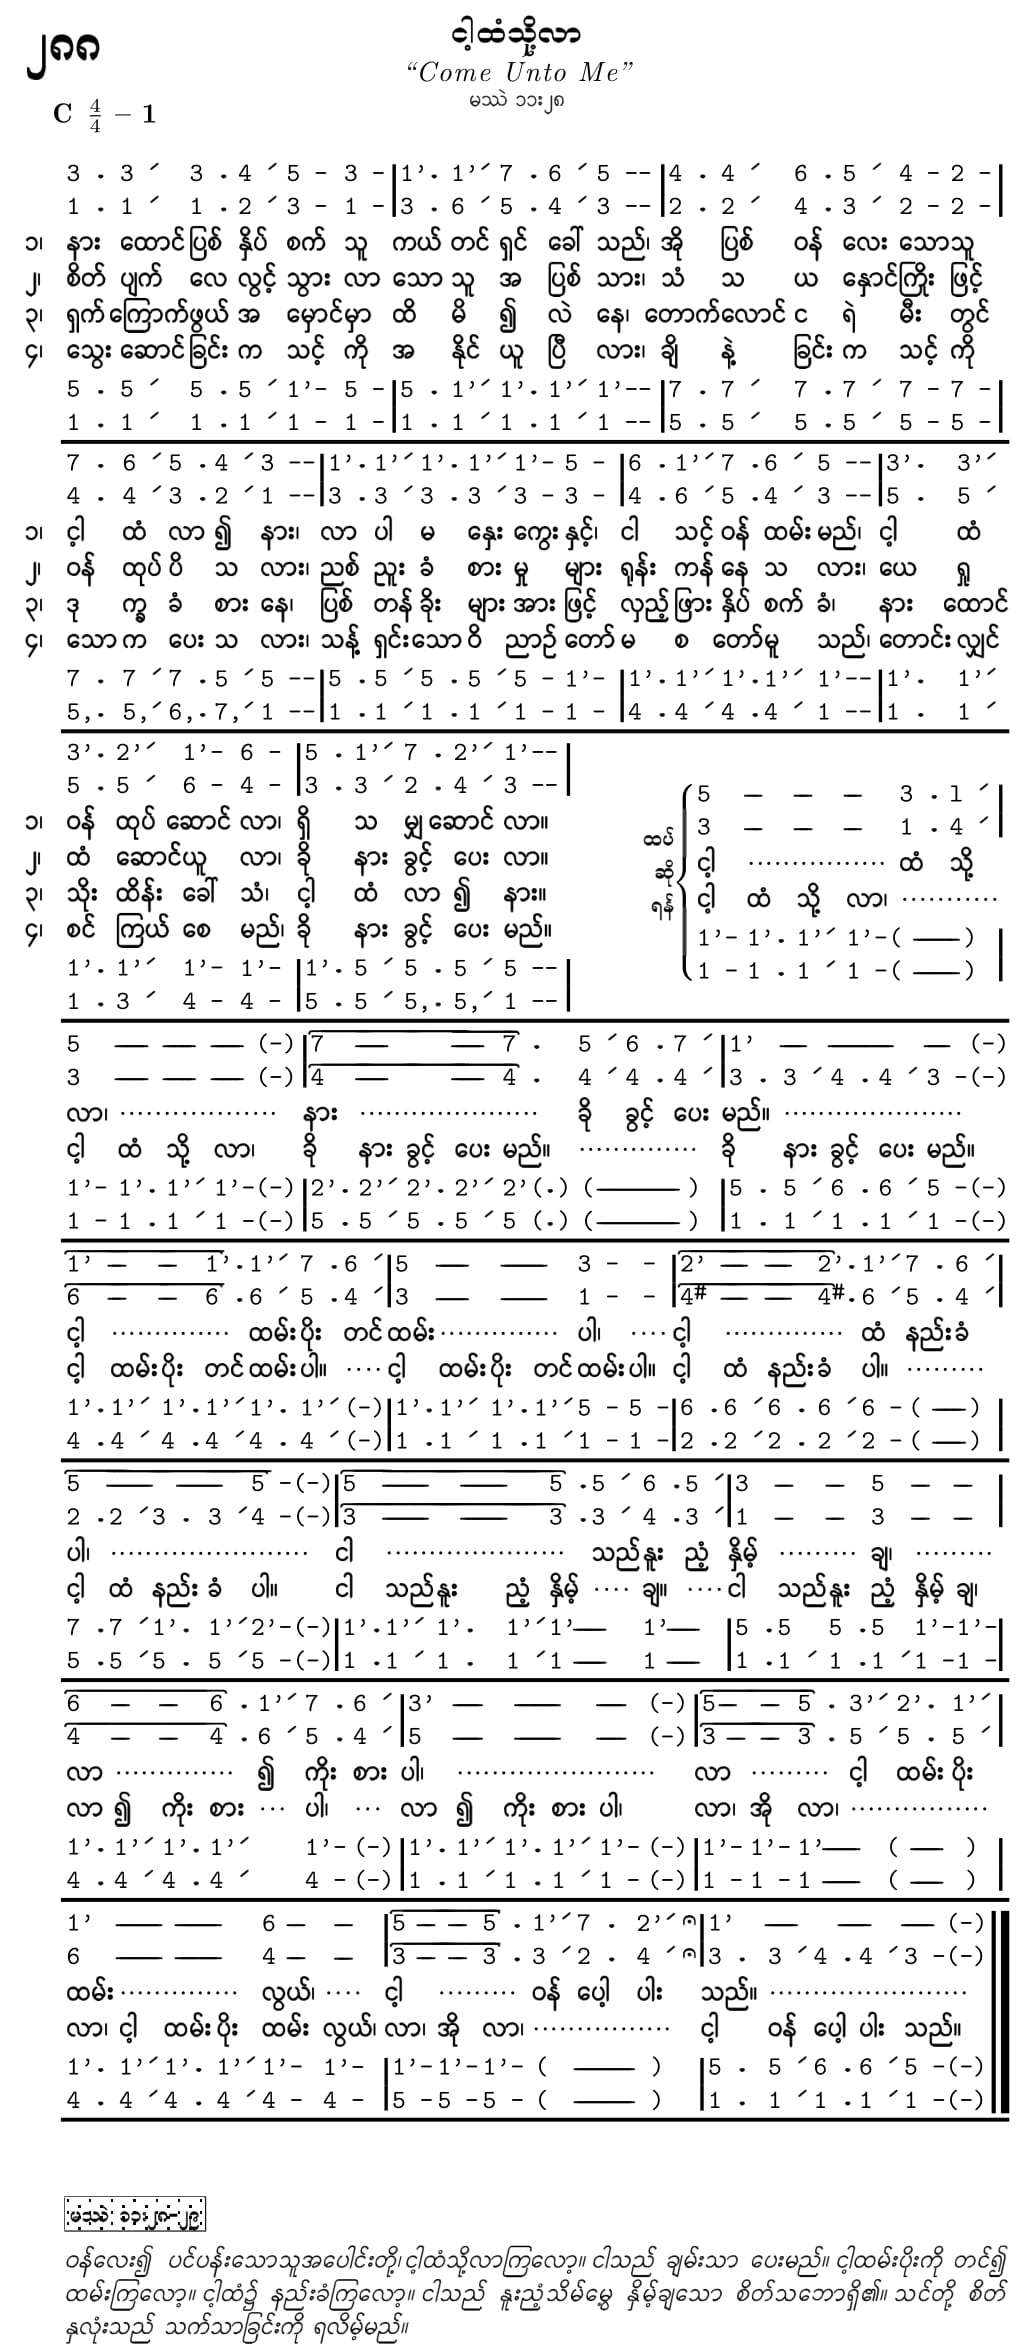 ၂၈၈
ငါ့ထံသို့လာ
“Come Unto Me”
မဿဲ ၁၁း၂၈
C 4/4 – 1
3 . 3 ´ 3 . 4 ´ 5 – 3 –|1’. 1’´ 7 . 6 ´ 5 ––|4 . 4 ´ 6 . 5 ´ 4 – 2 –|
1 . 1 ´ 1 . 2 ´ 3 – 1 –|3 . 6 ´ 5 . 4 ´ 3 ––|2 . 2 ´ 4 . 3 ´ 2 – 2 –|
၁၊ နား ထောင် ပြစ် နှိပ် စက် သူ ကယ် တင် ရှင် ခေါ် သည်၊ အို ပြစ် ဝန် လေး သော သူ
၂၊ စိတ် ပျက် လေ လွင့် သွား လာ သော သူ အ ပြစ် သား၊ သံ သ ယ နှောင်ကြိုး ဖြင့်
၃၊ ရှက်ကြောက်ဖွယ် အ မှောင်မှာ ထိ မိ ၍ လဲ နေ၊ တောက်လောင် င ရဲ မီး တွင်
၄၊ သွေး ဆောင်ခြင်း က သင့် ကို အ နိုင် ယူ ပြီ လား၊ ချိ နဲ့ ခြင်း က သင့် ကို
5 . 5 ´ 5 . 5 ´ 1’– 5 –|5 . 1’´ 1’. 1’´ 1’––|7 . 7 ´ 7 . 7 ´ 7 – 7 –|
1 . 1 ´ 1 . 1 ´ 1 – 1 –|1 . 1 ´ 1 . 1 ´ 1 ––|5 . 5 ´ 5 . 5 ´ 5 – 5 –|
7 . 6 ´ 5 . 4 ´ 3 ––|1’. 1’´ 1’. 1’´ 1’– 5 –|6 . 1’´ 7 . 6 ´ 5 ––|3’. 3’´
4 . 4 ´ 3 . 2 ´ 1 ––|3 . 3 ´ 3 . 3 ´ 3 – 3 –|4 . 6 ´ 5 . 4 ´ 3 ––|5 . 5 ´
၁၊ ငါ့ ထံ လာ ၍ နား၊ လာ ပါ မ နှေး ကွေး နှင့်၊ ငါ သင့် ဝန် ထမ်း မည်၊ ငါ့ ထံ
၂၊ ဝန် ထုပ် ပိ သ လား၊ ညစ် ညူး ခံ စား မှု များ ရုန်း ကန် နေ သ လား၊ ယေ ရှု
၃၊ ဒု က္ခ ခံ စား နေ၊ ပြစ် တန် ခိုး များ အား ဖြင့် လှည့် ဖြား နှိပ် စက် ခံ၊ နား ထောင်
၄၊ သော က ပေး သ လား၊ သန့် ရှင်း သော ဝိ ညာဉ် တော် မ စ တော်မူ သည်၊ တောင်း လျှင်
7 . 7 ´ 7 . 5 ´ 5 ––|5 . 5 ´ 5 . 5 ´ 5 – 1’–|1’. 1’´ 1’. 1’´ 1’––|1’. 1’´
5,. 5,´ 6,. 7,´ 1 ––|1 . 1 ´ 1 . 1 ´ 1 – 1 –|4 . 4 ´ 4 . 4 ´ 1 ––|1 . 1 ´
3’. 2’´ 1’– 6 –|5 . 1’´ 7 . 2’´ 1’––|
5 . 5 ´ 6 – 4 –|3 . 3 ´ 2 . 4 ´ 3 ––|
၁၊ ဝန် ထုပ် ဆောင် လာ၊ ရှိ သ မျှ ဆောင် လာ။
၂၊ ထံ ဆောင်ယူ လာ၊ ခို နား ခွင့် ပေး လာ။
၃၊ သိုး ထိန်း ခေါ် သံ၊ ငါ့ ထံ လာ ၍ နား။
၄၊ စင် ကြယ် စေ မည်၊ ခို နား ခွင့် ပေး မည်။
1’. 1’´ 1’– 1’–|1’. 5 ´ 5 . 5 ´ 5 ––|
1 . 3 ´ 4 – 4 –|5 . 5 ´ 5,. 5,´ 1 ––|
ထပ်
ဆို
ရန်
5 — — — 3 . 1 ´|
3 — — — 1 . 4 ´|
ငါ့ ················ ထံ သို့
ငါ့ ထံ သို့ လာ၊ ···········
1’– 1’. 1’´ 1’–( —— ) |
1 – 1 . 1 ´ 1 –( —— ) |
5 — — — (–)|7 — — 7 . 5 ´ 6 . 7 ´|1’ — —— — (–)
3 — — — (–)|4 — — 4 . 4 ´ 4 . 4 ´|3 . 3 ´ 4 . 4 ´ 3 –(–)
လာ၊ ·················· နား ····················· ခို ခွင့် ပေး မည်။ ·····················
ငါ့ ထံ သို့ လာ၊ ခို နား ခွင့် ပေး မည်။ ·············· ခို နား ခွင့် ပေး မည်။
1’– 1’. 1’´ 1’–(–)|2’. 2’´ 2’. 2’´ 2’(.) (———) |5 . 5 ´ 6 . 6 ´ 5 –(–)
1 – 1 . 1 ´ 1 –(–)|5 . 5 ´ 5 . 5 ´ 5 (.) (———) |1 . 1 ´ 1 . 1 ´ 1 –(–)
1’ — — 1’. 1’´ 7 . 6 ´|5 — — 3 – –|2’ — — 2’. 1’´ 7 . 6 ´|
6 — — 6 . 6 ´ 5 . 4 ´|3 — — 1 – –|4# — — 4#. 6 ´ 5 . 4 ´|
ငါ့ ·············· ထမ်းပိုး တင် ထမ်း ·············· ပါ၊ ···· ငါ့ ·············· ထံ နည်းခံ
ငါ့ ထမ်းပိုး တင် ထမ်းပါ။ ···· ငါ့ ထမ်းပိုး တင် ထမ်းပါ။ ငါ့ ထံ နည်းခံ ပါ။ ·········
1’. 1’´ 1’. 1’´ 1’. 1’´ (–)|1’. 1’´ 1’. 1’´ 5 – 5 –|6 . 6 ´ 6 . 6 ´ 6 –( — ) |
4 . 4 ´ 4 . 4 ´ 4 . 4 ´ (–)|1 . 1 ´ 1 . 1 ´ 1 – 1 –|2 . 2 ´ 2 . 2 ´ 2 –( — ) |
5 — — 5 –(–)|5 — — 5 . 5 ´ 6 . 5 ´|3 — — 5 — — |
2 . 2 ´ 3 . 3 ´ 4 –(–)|3 — — 3 . 3 ´ 4 . 3 ´|1 — — 3 — — |
ပါ၊ ······················· ငါ ····················· သည်နူး ညံ့ နှိမ့် ········· ချ၊ ·········
ငါ့ ထံ နည်း ခံ ပါ။ ငါ သည်နူး ညံ့ နှိမ့် ···· ချ။ ···· ငါ သည်နူး ညံ့ နှိမ့် ချ၊
7 . 7 ´ 1’. 1’´ 2’–(–)|1’. 1’´ 1’. 1’´ 1’— 1’— |5 . 5 5 . 5 1’–1’–|
5 . 5 ´ 5 . 5 ´ 5 –(–)|1 . 1 ´ 1 . 1 ´ 1 — 1 — |1 . 1 ´ 1 . 1 ´ 1 –1 –|
6 — — 6 . 1’´ 7 . 6 ´|3’ — — — (–)|5 — — 5 . 3’´ 2’. 1’´|
4 — — 4 . 6 ´ 5 . 4 ´|5 — — — (–)|3 — — 3 . 5 ´ 5 . 5 ´|
လာ ·············· ၍ ကိုး စား ပါ၊ ······················· လာ ········· ငါ့ ထမ်း ပိုး
လာ ၍ ကိုး စား ··· ပါ၊ ··· လာ ၍ ကိုး စား ပါ၊ လာ၊ အို လာ၊ ················
1’. 1’´ 1’. 1’´ 1’– (–)|1’. 1’´ 1’. 1’´ 1’– (–)|1’– 1’– 1’— ( — ) |
4 . 4 ´ 4 . 4 ´ 4 – (–)|1 . 1 ´ 1 . 1 ´ 1 – (–)|1 – 1 – 1 — ( — ) |
1’ —— —— 6 — — |5 — — 5 . 1’´ 7 . 2’´ 𝄐|1’ — — — (–)
6 —— —— 4 — — |3 — — 3 . 3 ´ 2 . 4 ´ 𝄐|3 . 3 ´ 4 . 4 ´ 3 –(–)
ထမ်း ·············· လွယ်၊ ···· ငါ့ ········· ဝန် ပေါ့ ပါး သည်။ ·······················
လာ၊ ငါ့ ထမ်း ပိုး ထမ်း လွယ်၊ လာ၊ အို လာ၊ ················ ငါ့ ဝန် ပေါ့ ပါး သည်။
1’. 1’´ 1’. 1’´ 1’– 1’– |1’–1’–1’– ( —— ) |5 . 5 ´ 6 . 6 ´ 5 –(–)
4 . 4 ´ 4 . 4 ´ 4 – 4 – |5 –5 –5 – ( —— ) |1 . 1 ´ 1 . 1 ´ 1 –(–)
မဿဲ ၁၁း၂၈-၂၉
ဝန်လေး၍ ပင်ပန်းသောသူအပေါင်းတို့၊ ငါ့ထံသို့လာကြလော့။ ငါသည် ချမ်းသာ ပေးမည်။ ငါ့ထမ်းပိုးကို တင်၍
ထမ်းကြလော့။ ငါ့ထံ၌ နည်းခံကြလော့။ ငါသည် နူးညံ့သိမ်မွေ့ နှိမ့်ချသော စိတ်သဘောရှိ၏။ သင်တို့ စိတ်
နှလုံးသည် သက်သာခြင်းကို ရလိမ့်မည်။